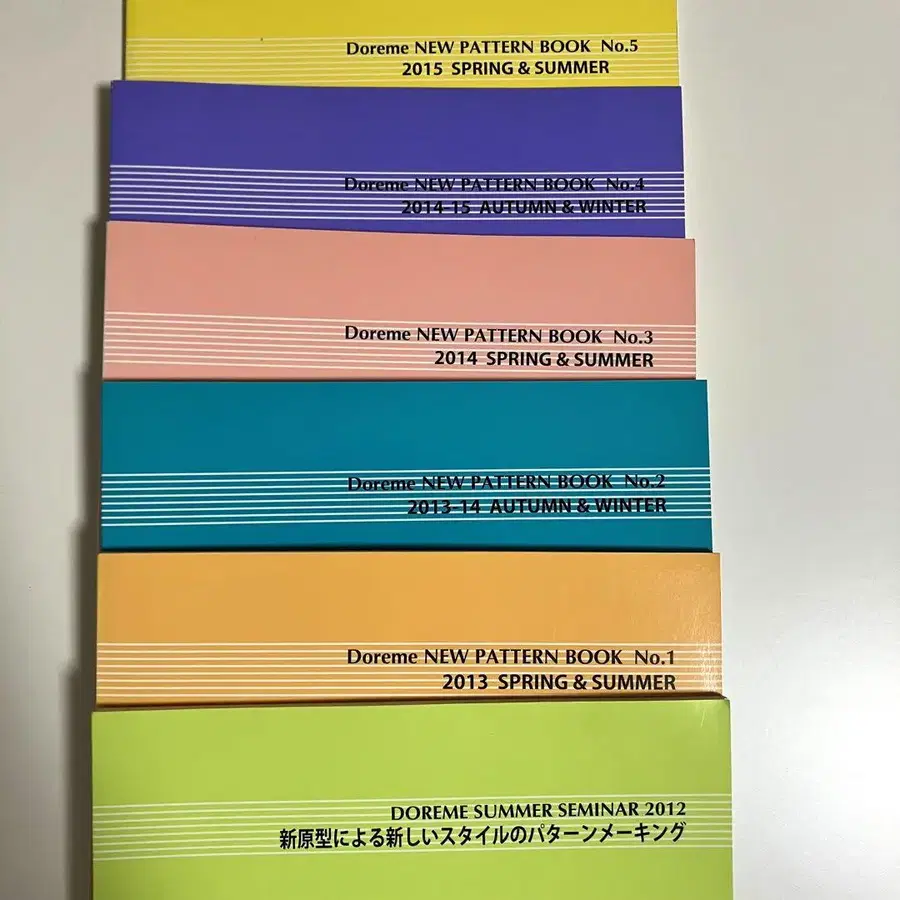 Doreme NEW PATTERN BOOK No.5
2015 SPRING & SUMMER
Doreme NEW PATTERN BOOK No.4
2014-15 AUTUMN & WINTER
Doreme NEW PATTERN BOOK No.3
2014 SPRING & SUMMER
Doreme NEW PATTERN BOOK No.2
2013-14 AUTUMN & WINTER
Doreme NEW PATTERN BOOK No.1
2013 SPRING & SUMMER
DOREME SUMMER SEMINAR 2012
新原型による新しいスタイルのパターンメーキング